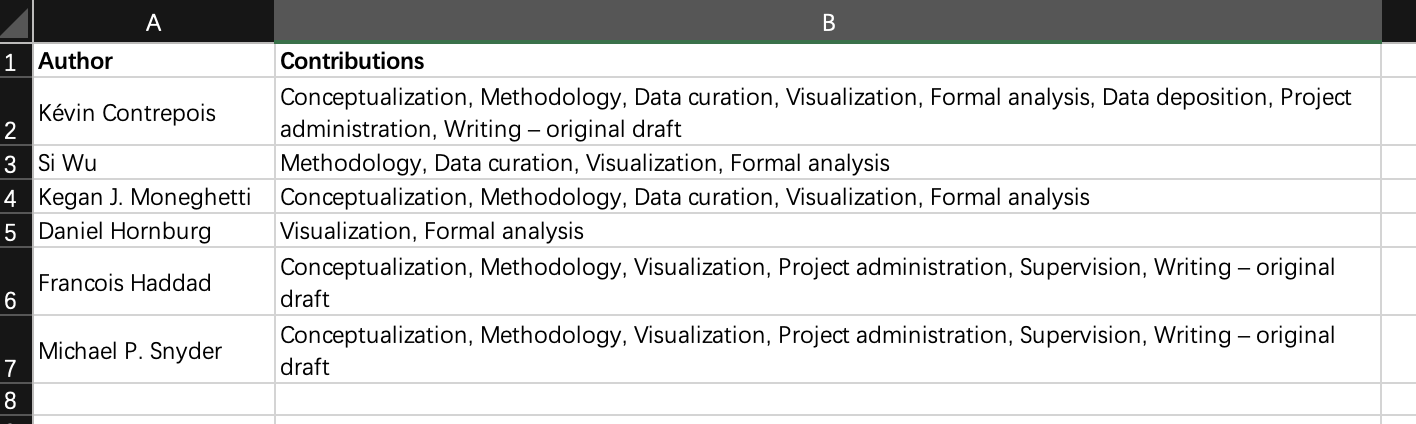 A B
1 Author Contributions
2 Kévin Contrepois Conceptualization, Methodology, Data curation, Visualization, Formal analysis, Data deposition, Project
administration, Writing – original draft
3 Si Wu Methodology, Data curation, Visualization, Formal analysis
4 Kegan J. Moneghetti Conceptualization, Methodology, Data curation, Visualization, Formal analysis
5 Daniel Hornburg Visualization, Formal analysis
6 Francois Haddad Conceptualization, Methodology, Visualization, Project administration, Supervision, Writing – original
draft
7 Michael P. Snyder Conceptualization, Methodology, Visualization, Project administration, Supervision, Writing – original
draft
8